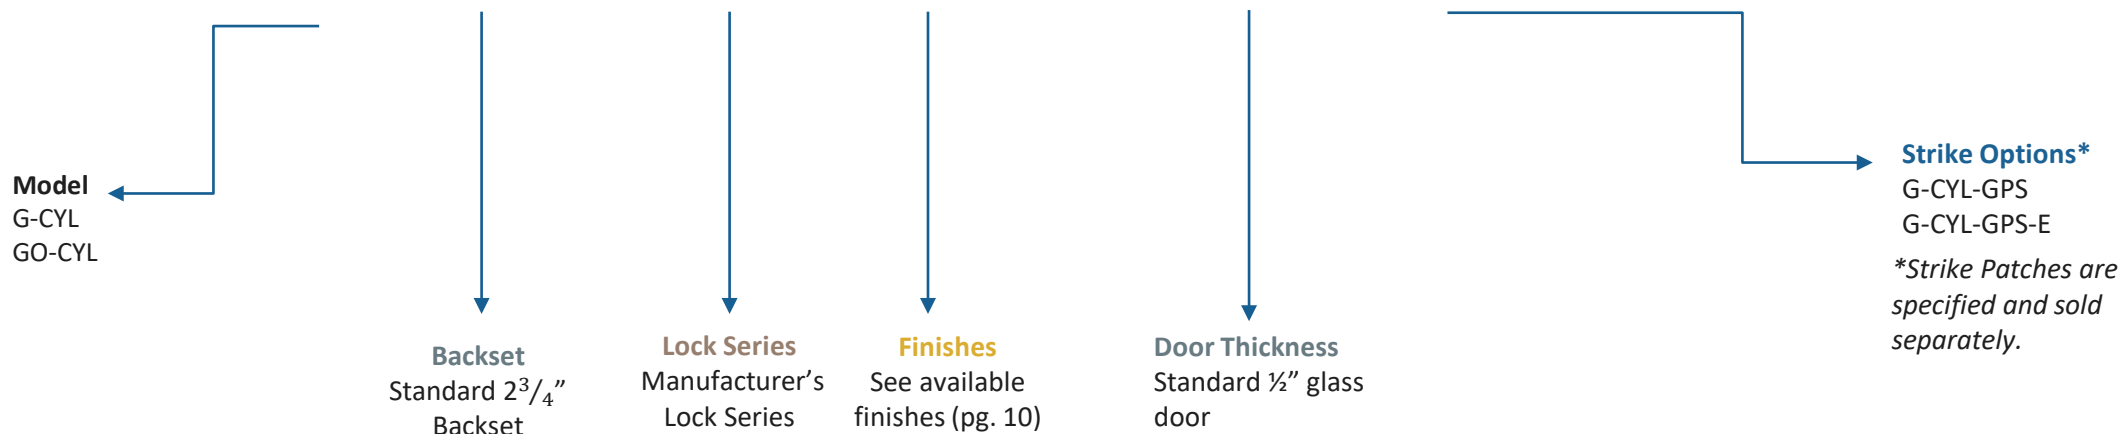 Model
G-CYL
GO-CYL
Backset
Standard 2³/₄”
Backset
Lock Series
Manufacturer’s
Lock Series
Finishes
See available
finishes (pg. 10)
Door Thickness
Standard ½” glass
door
Strike Options*
G-CYL-GPS
G-CYL-GPS-E
*Strike Patches are
specified and sold
separately.